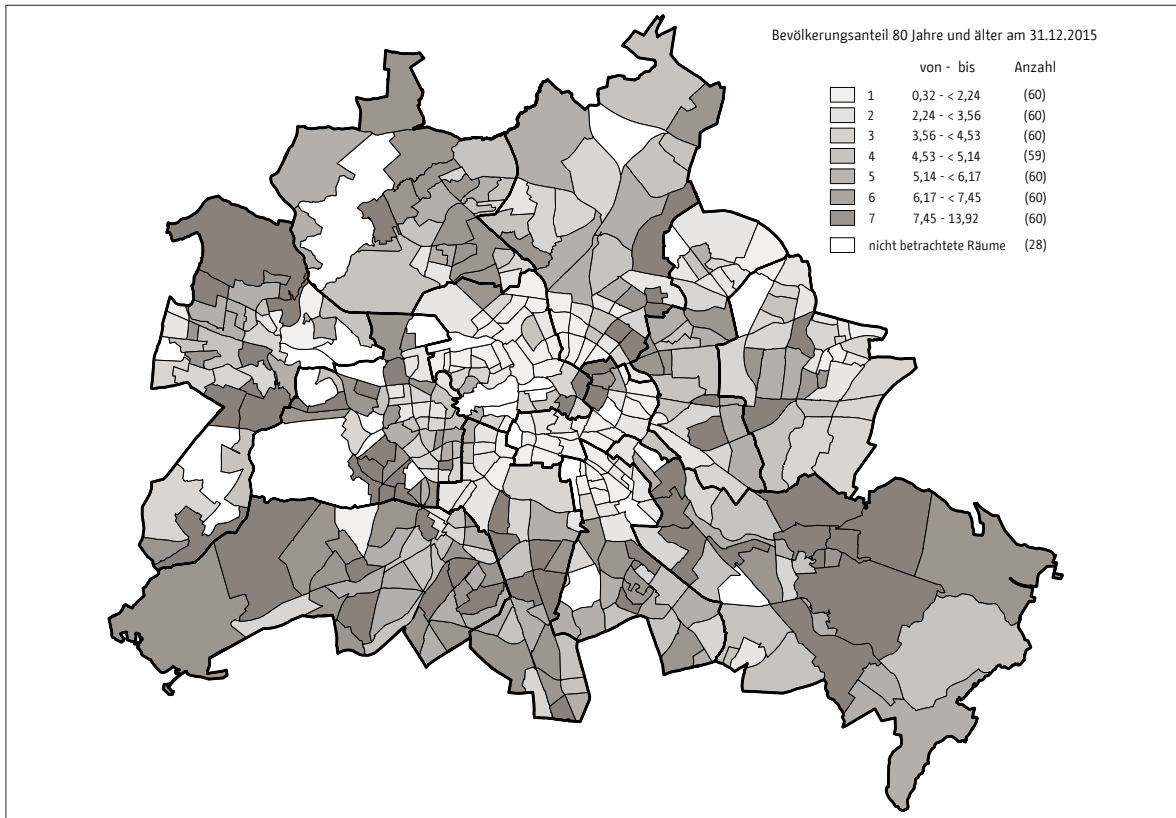 Bevölkerungsanteil 80 Jahre und älter am 31.12.2015
von - bis Anzahl
1 0,32 - < 2,24 (60)
2 2,24 - < 3,56 (60)
3 3,56 - < 4,53 (60)
4 4,53 - < 5,14 (59)
5 5,14 - < 6,17 (60)
6 6,17 - < 7,45 (60)
7 7,45 - 13,92 (60)
nicht betrachtete Räume (28)